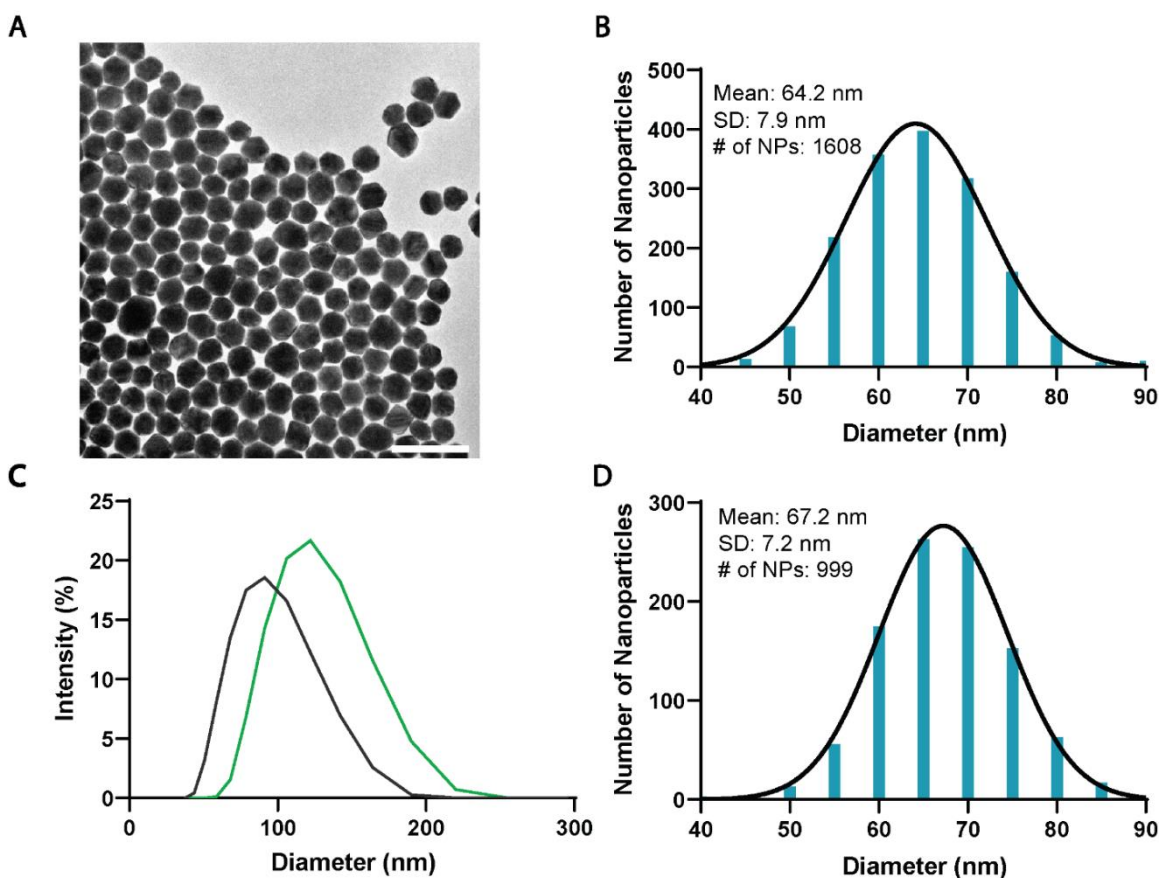 A
B
Number of Nanoparticles
500
400
300
200
100
0
Mean: 64.2 nm
SD: 7.9 nm
# of NPs: 1608
40 50 60 70 80 90
Diameter (nm)
C
Intensity (%)
25
20
15
10
5
0
0 100 200 300
Diameter (nm)
D
Number of Nanoparticles
300
200
100
0
Mean: 67.2 nm
SD: 7.2 nm
# of NPs: 999
40 50 60 70 80 90
Diameter (nm)